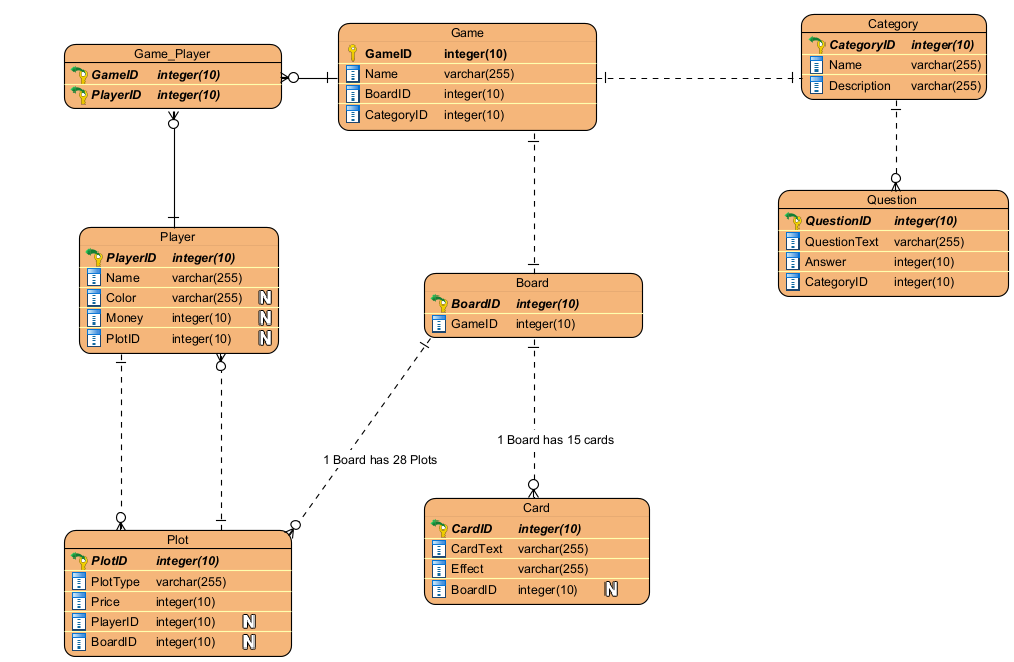 Game_Player
GameID integer(10)
PlayerID integer(10)
Game
GameID integer(10)
Name varchar(255)
BoardID integer(10)
CategoryID integer(10)
Category
CategoryID integer(10)
Name varchar(255)
Description varchar(255)
Question
QuestionID integer(10)
QuestionText varchar(255)
Answer integer(10)
CategoryID integer(10)
Player
PlayerID integer(10)
Name varchar(255)
Color varchar(255) N
Money integer(10) N
PlotID integer(10) N
Board
BoardID integer(10)
GameID integer(10)
1 Board has 15 cards
1 Board has 28 Plots
Card
CardID integer(10)
CardText varchar(255)
Effect varchar(255)
BoardID integer(10) N
Plot
PlotID integer(10)
PlotType varchar(255)
Price integer(10)
PlayerID integer(10) N
BoardID integer(10) N